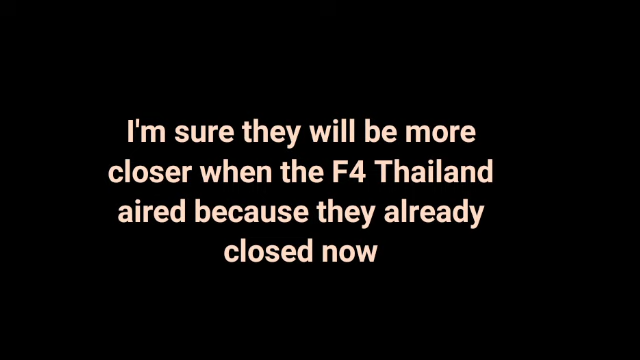 I'm sure they will be more
closer when the F4 Thailand
aired because they already
closed now